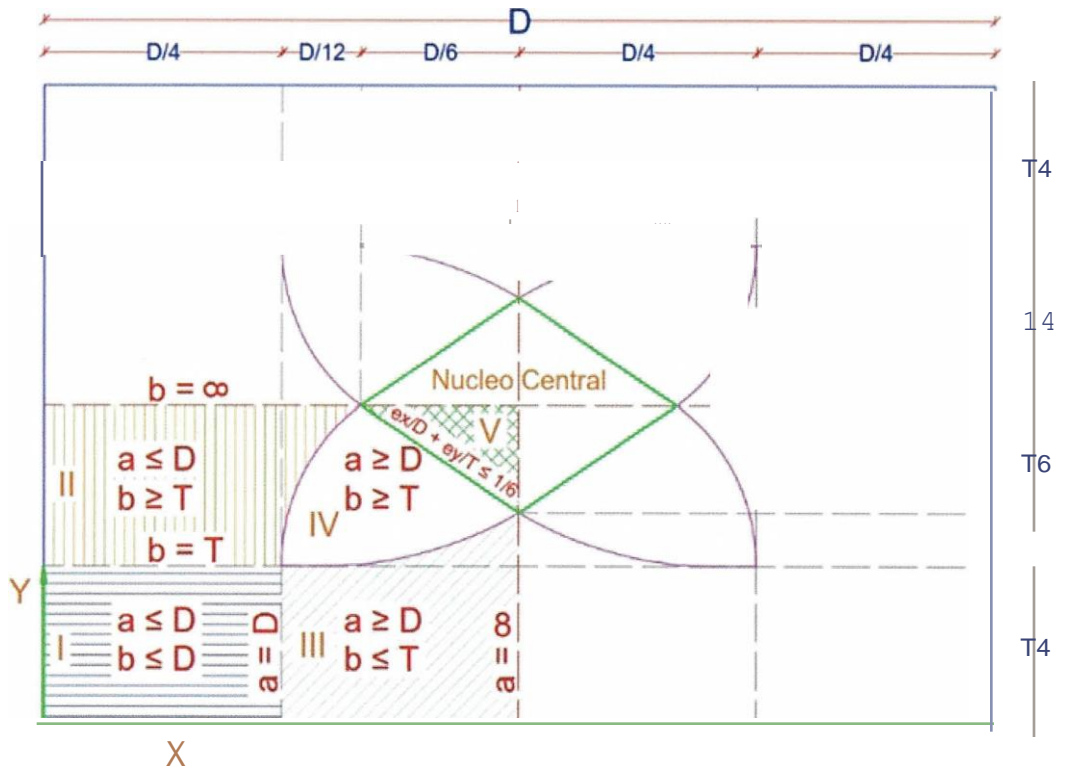 D
D/4 D/12 D/6 D/4 D/4
T4
14
Nucleo Central
b = ∞
ex/D + ey/T ≤ 1/6
V
a ≤ D
b ≥ T
II
a ≥ D
b ≥ T
T6
IV
b = T
Y
a ≤ D
b ≤ D
I
a = D
III
a ≥ D
b ≤ T
a = 8
T4
X